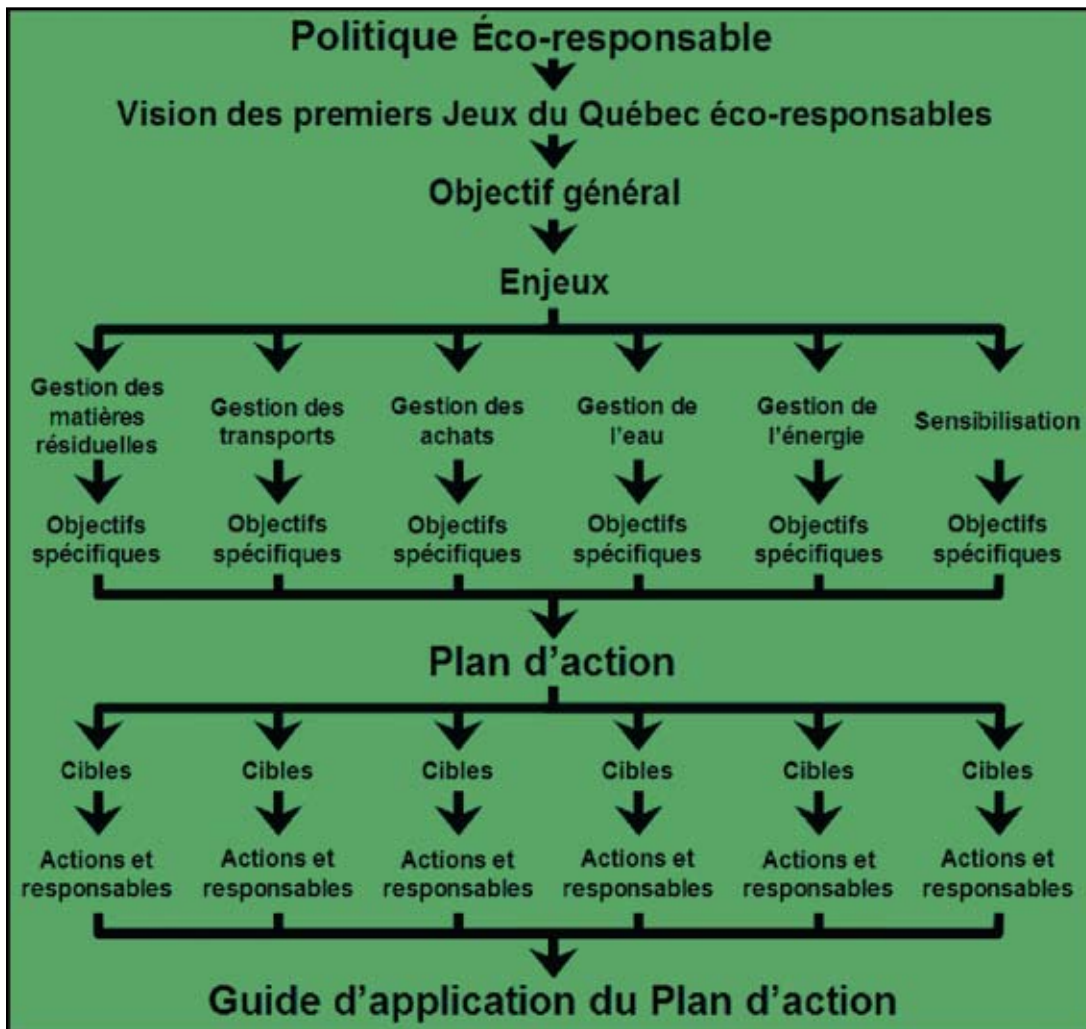 Politique Éco-responsable
Vision des premiers Jeux du Québec éco-responsables
Objectif général
Enjeux
Gestion des
matières
résiduelles
Gestion des
transports
Gestion des
achats
Gestion de
l'eau
Gestion de
l'énergie
Sensibilisation
Objectifs
spécifiques
Objectifs
spécifiques
Objectifs
spécifiques
Objectifs
spécifiques
Objectifs
spécifiques
Objectifs
spécifiques
Plan d'action
Cibles
Cibles
Cibles
Cibles
Cibles
Cibles
Actions et
responsables
Actions et
responsables
Actions et
responsables
Actions et
responsables
Actions et
responsables
Actions et
responsables
Guide d'application du Plan d'action